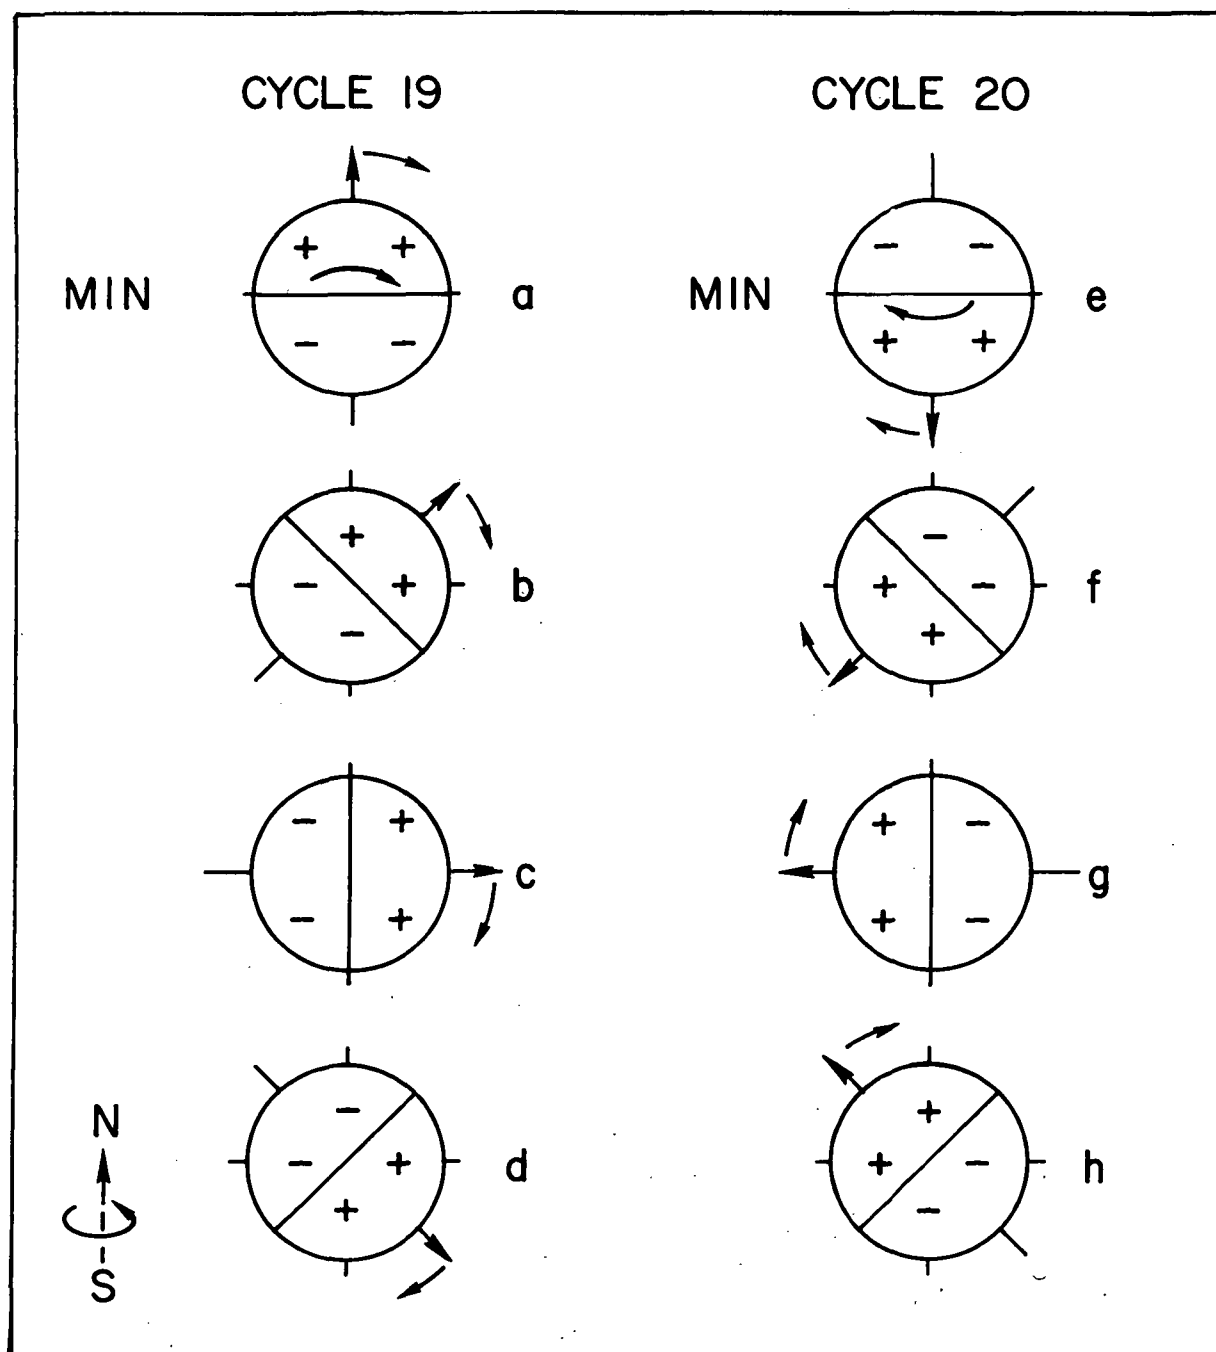 CYCLE 19
CYCLE 20
+ +
- -
MIN
a
- -
+ +
MIN
e
+
- +
-
b
-
+ -
+
f
- +
- +
c
+ -
+ -
g
-
- +
+
d
+
+ -
-
h
N
S